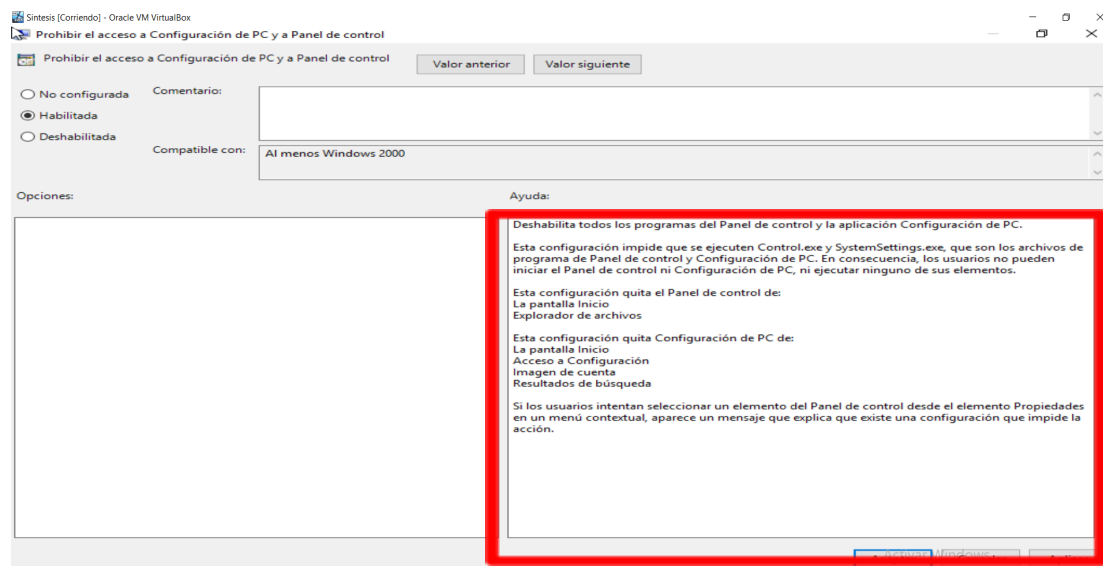 Sintesis [Corriendo] - Oracle VM VirtualBox
Prohibir el acceso a Configuración de PC y a Panel de control
Prohibir el acceso a Configuración de PC y a Panel de control
Valor anterior
Valor siguiente
No configurada
Comentario:
Habilitada
Deshabilitada
Compatible con:
Al menos Windows 2000
Opciones:
Ayuda:
Deshabilita todos los programas del Panel de control y la aplicación Configuración de PC.
Esta configuración impide que se ejecuten Control.exe y SystemSettings.exe, que son los archivos de
programa de Panel de control y Configuración de PC. En consecuencia, los usuarios no pueden
iniciar el Panel de control ni Configuración de PC, ni ejecutar ninguno de sus elementos.
Esta configuración quita el Panel de control de:
La pantalla Inicio
Explorador de archivos
Esta configuración quita Configuración de PC de:
La pantalla Inicio
Acceso a Configuración
Imagen de cuenta
Resultados de búsqueda
Si los usuarios intentan seleccionar un elemento del Panel de control desde el elemento Propiedades
en un menú contextual, aparece un mensaje que explica que existe una configuración que impide la
acción.
Activar Windows